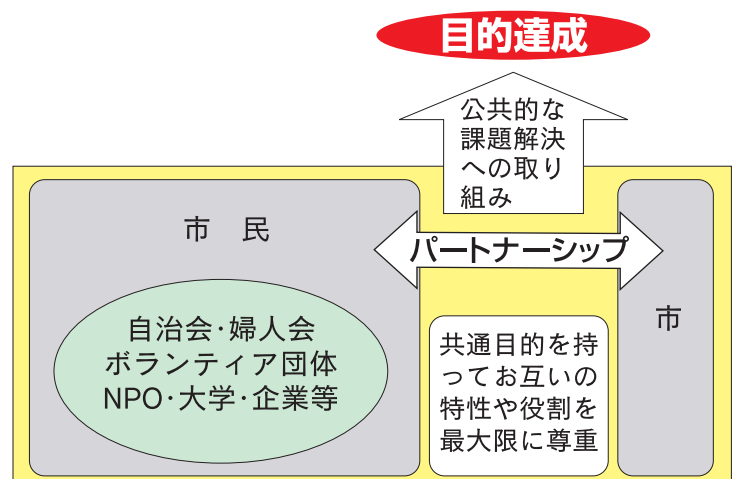 目的達成
公共的な
課題解決
への取り
組み
市　民
パートナーシップ
市
自治会・婦人会
ボランティア団体
NPO・大学・企業等
共通目的を持
ってお互いの
特性や役割を
最大限に尊重